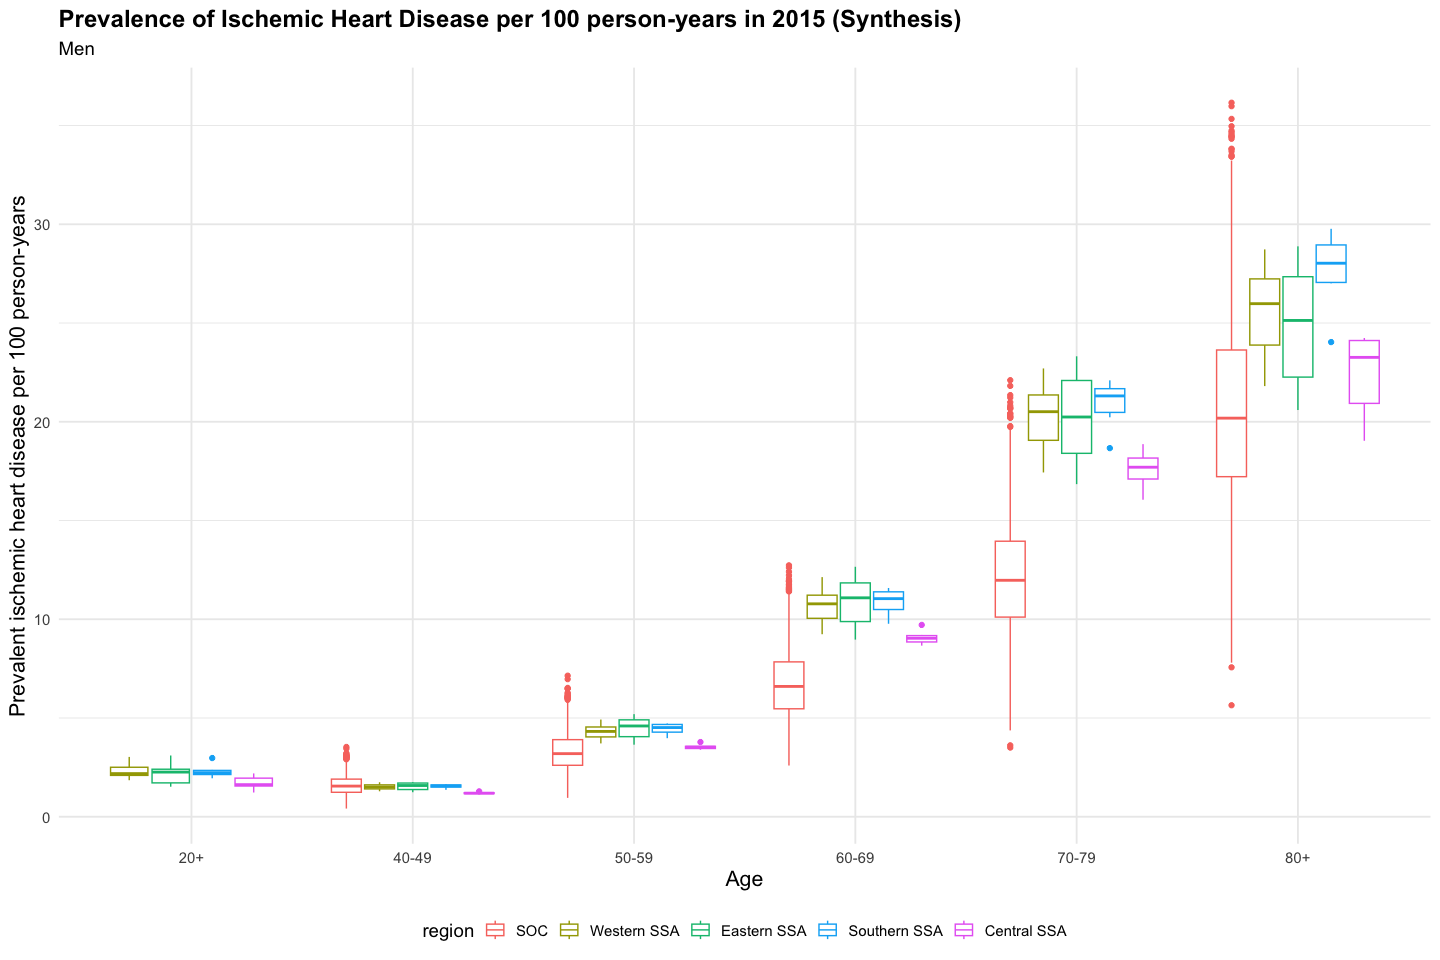 Prevalence of Ischemic Heart Disease per 100 person-years in 2015 (Synthesis)
Men
Prevalent ischemic heart disease per 100 person-years
30
20
10
0
20+ 40-49 50-59 60-69 70-79 80+
Age
region SOC Western SSA Eastern SSA Southern SSA Central SSA